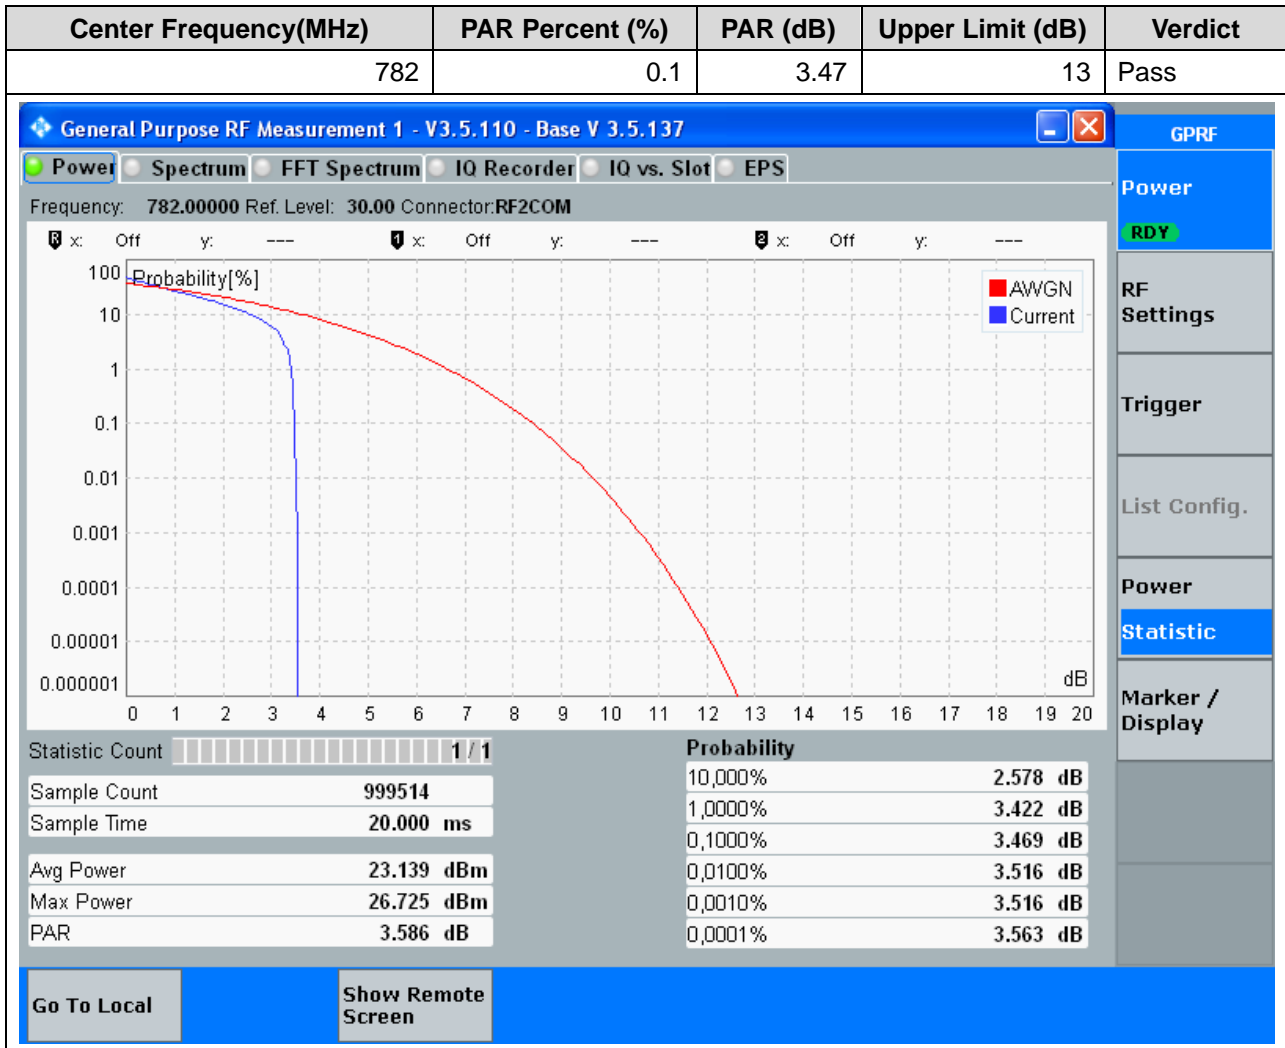 Center Frequency(MHz) PAR Percent (%) PAR (dB) Upper Limit (dB) Verdict
782 0.1 3.47 13 Pass
General Purpose RF Measurement 1 - V3.5.110 - Base V 3.5.137
GPRF
Power Spectrum FFT Spectrum IQ Recorder IQ vs. Slot EPS
Power
RDY
Frequency: 782.00000 Ref. Level: 30.00 Connector:RF2COM
R x: Off y: --- 1 x: Off y: --- 2 x: Off y: ---
Probability[%]
AWGN
Current
100
10
1
0.1
0.01
0.001
0.0001
0.00001
0.000001
dB
0 1 2 3 4 5 6 7 8 9 10 11 12 13 14 15 16 17 18 19 20
RF
Settings
Trigger
List Config.
Power
Statistic
Marker /
Display
Statistic Count 1 / 1
Sample Count 999514
Sample Time 20.000 ms
Avg Power 23.139 dBm
Max Power 26.725 dBm
PAR 3.586 dB
Probability
10,000% 2.578 dB
1,0000% 3.422 dB
0,1000% 3.469 dB
0,0100% 3.516 dB
0,0010% 3.516 dB
0,0001% 3.563 dB
Go To Local
Show Remote
Screen